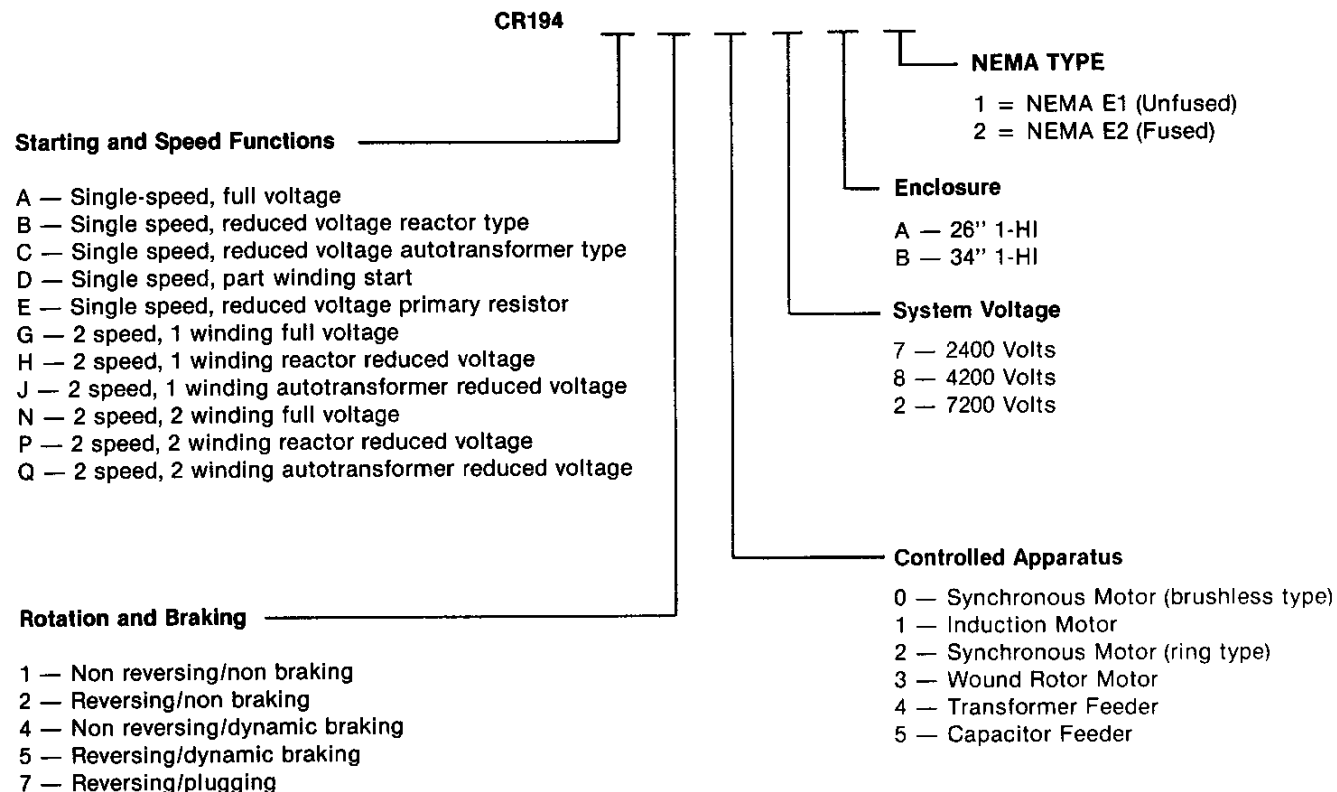 CR194
NEMA TYPE
1 = NEMA E1 (Unfused)
2 = NEMA E2 (Fused)
Starting and Speed Functions
A — Single-speed, full voltage
B — Single speed, reduced voltage reactor type
C — Single speed, reduced voltage autotransformer type
D — Single speed, part winding start
E — Single speed, reduced voltage primary resistor
G — 2 speed, 1 winding full voltage
H — 2 speed, 1 winding reactor reduced voltage
J — 2 speed, 1 winding autotransformer reduced voltage
N — 2 speed, 2 winding full voltage
P — 2 speed, 2 winding reactor reduced voltage
Q — 2 speed, 2 winding autotransformer reduced voltage
Enclosure
A — 26" 1-HI
B — 34" 1-HI
System Voltage
7 — 2400 Volts
8 — 4200 Volts
2 — 7200 Volts
Controlled Apparatus
0 — Synchronous Motor (brushless type)
1 — Induction Motor
2 — Synchronous Motor (ring type)
3 — Wound Rotor Motor
4 — Transformer Feeder
5 — Capacitor Feeder
Rotation and Braking
1 — Non reversing/non braking
2 — Reversing/non braking
4 — Non reversing/dynamic braking
5 — Reversing/dynamic braking
7 — Reversing/plugging